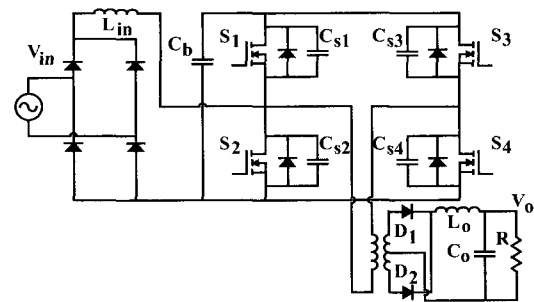 L_in
V_in
C_b
S_1
C_s1
C_s3
S_3
S_2
C_s2
C_s4
S_4
D_1
D_2
L_o
C_o
R
V_o